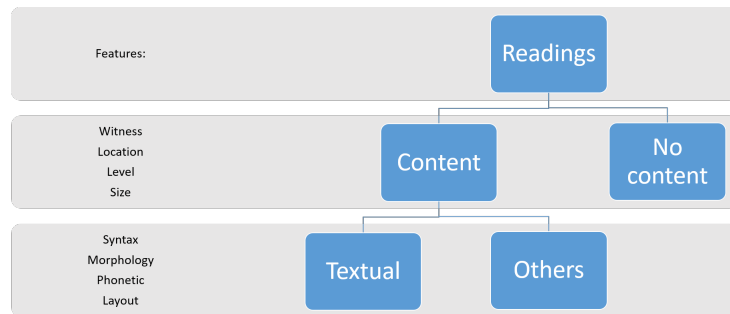 Features:
Readings
Witness
Location
Level
Size
Content
No
content
Syntax
Morphology
Phonetic
Layout
Textual
Others